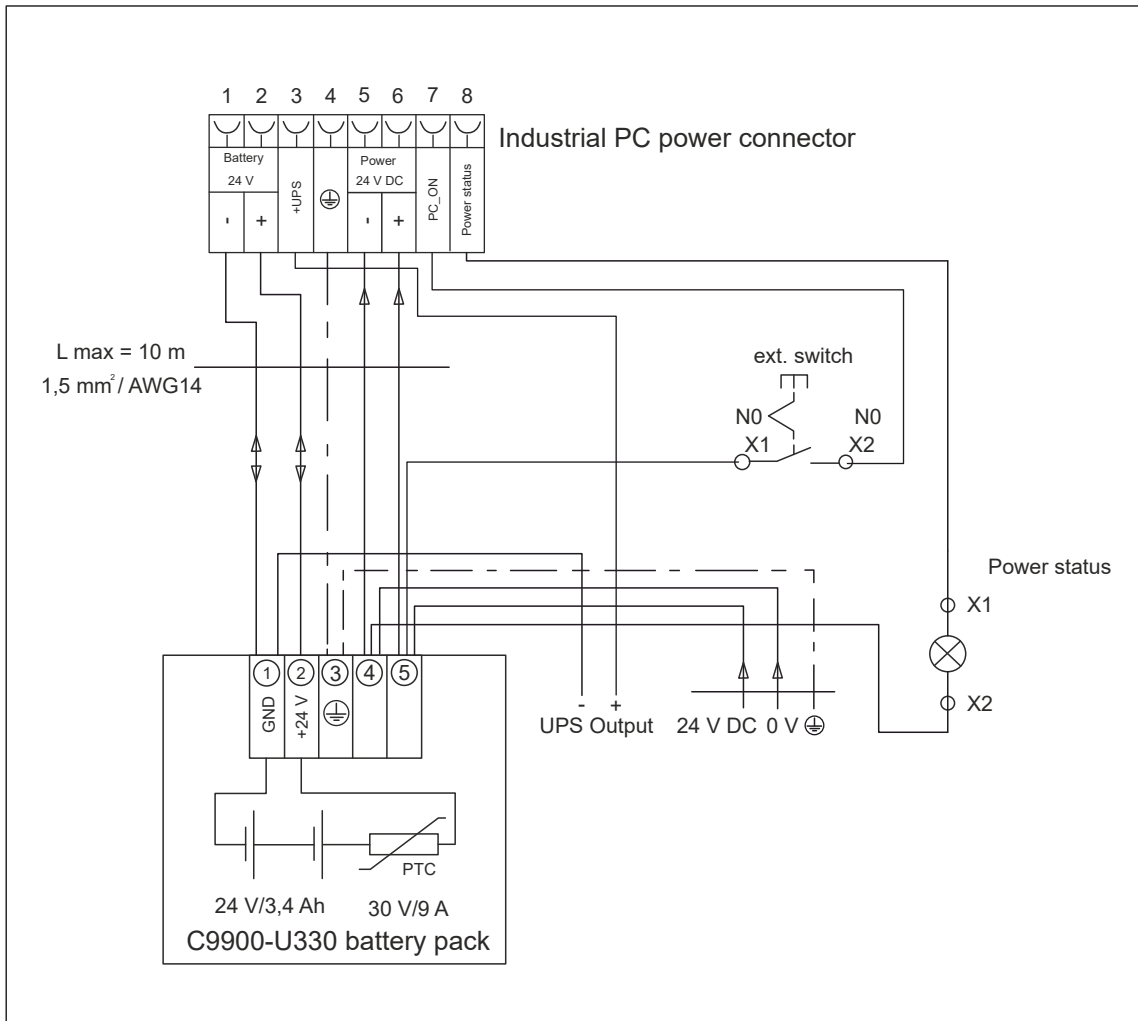 1 2 3 4 5 6 7 8
Industrial PC power connector
Battery
24 V
- +
+UPS
Power
24 V DC
- +
PC_ON
Power status
L max = 10 m
1,5 mm² / AWG14
ext. switch
N0 N0
X1 X2
Power status
X1
X2
1 2 3 4 5
GND
+24 V
- +
UPS Output
24 V DC 0 V
PTC
24 V/3,4 Ah
30 V/9 A
C9900-U330 battery pack